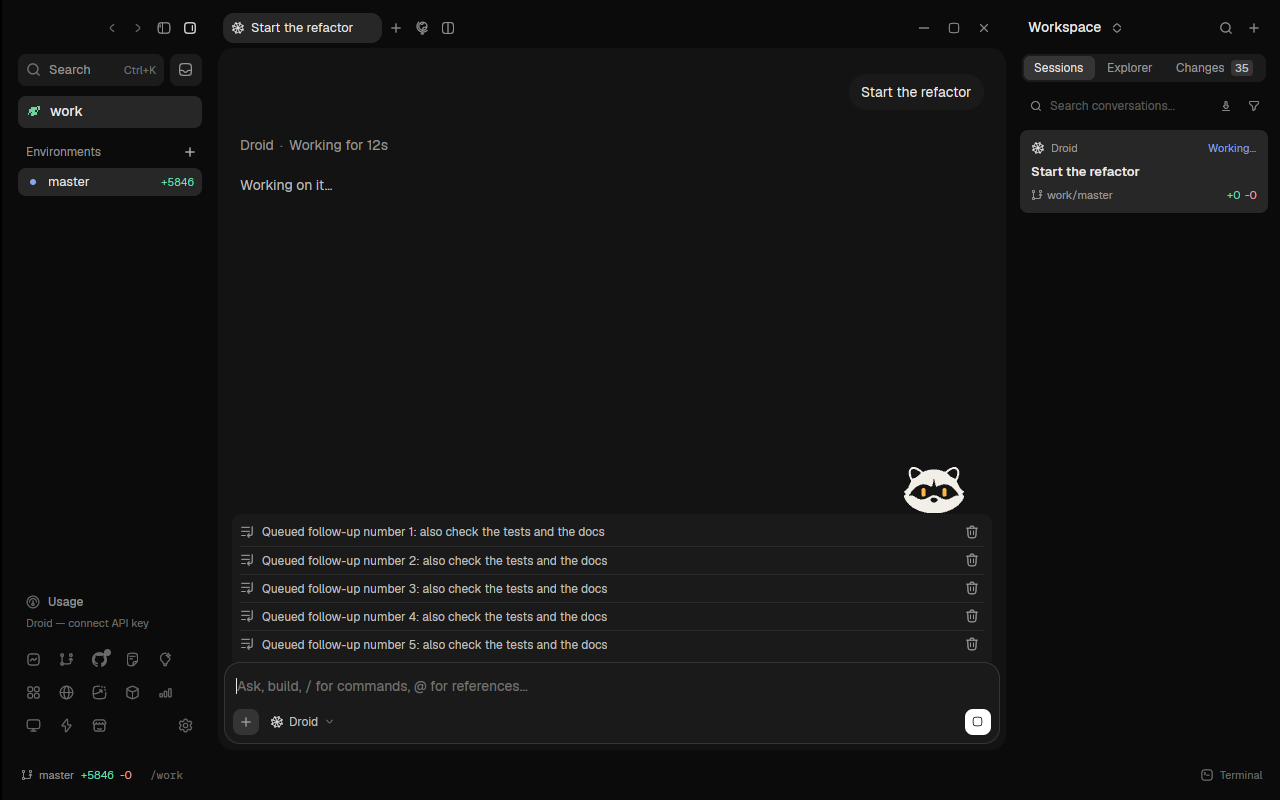 Start the refactor
Workspace
Search Ctrl+K
work
Environments
master +5846
Start the refactor
Droid · Working for 12s
Working on it...
Sessions Explorer Changes 35
Search conversations...
Droid Working...
Start the refactor
work/master +0 -0
Queued follow-up number 1: also check the tests and the docs
Queued follow-up number 2: also check the tests and the docs
Queued follow-up number 3: also check the tests and the docs
Queued follow-up number 4: also check the tests and the docs
Queued follow-up number 5: also check the tests and the docs
Usage
Droid — connect API key
Ask, build, / for commands, @ for references...
Droid
master +5846 -0 /work
Terminal